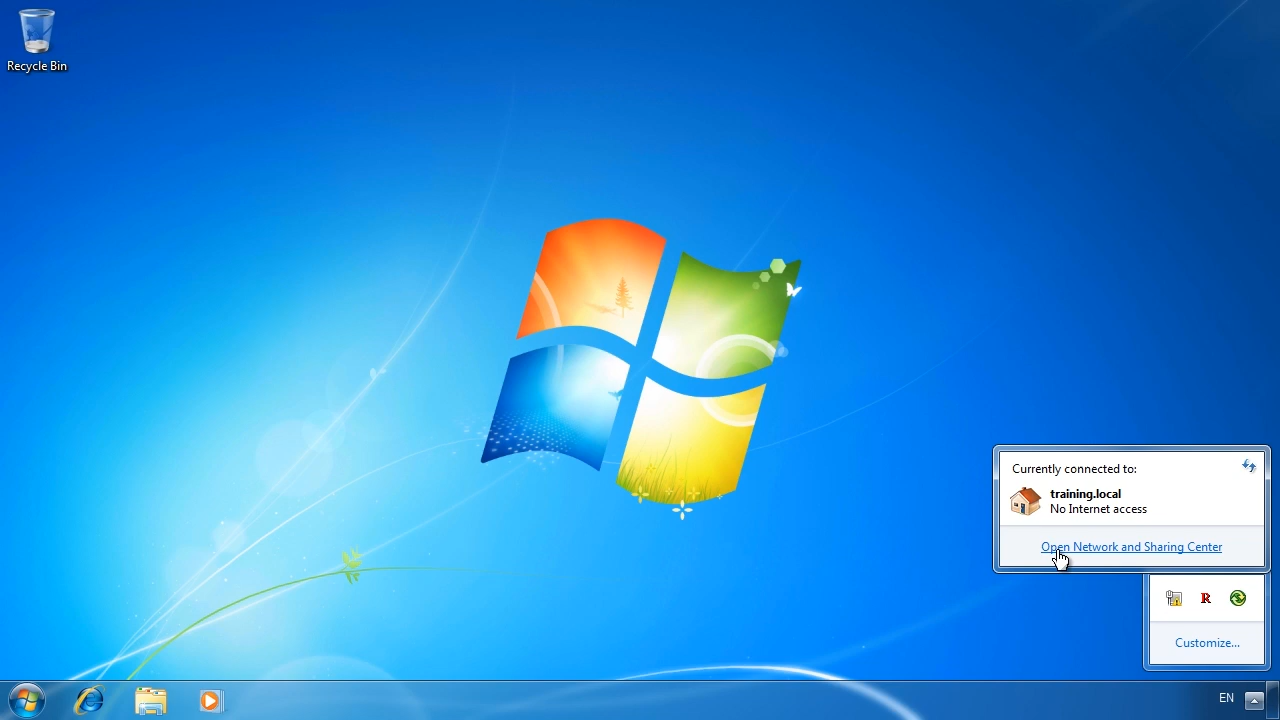 Recycle Bin
Currently connected to:
training.local
No Internet access
Open Network and Sharing Center
R
Customize...
EN